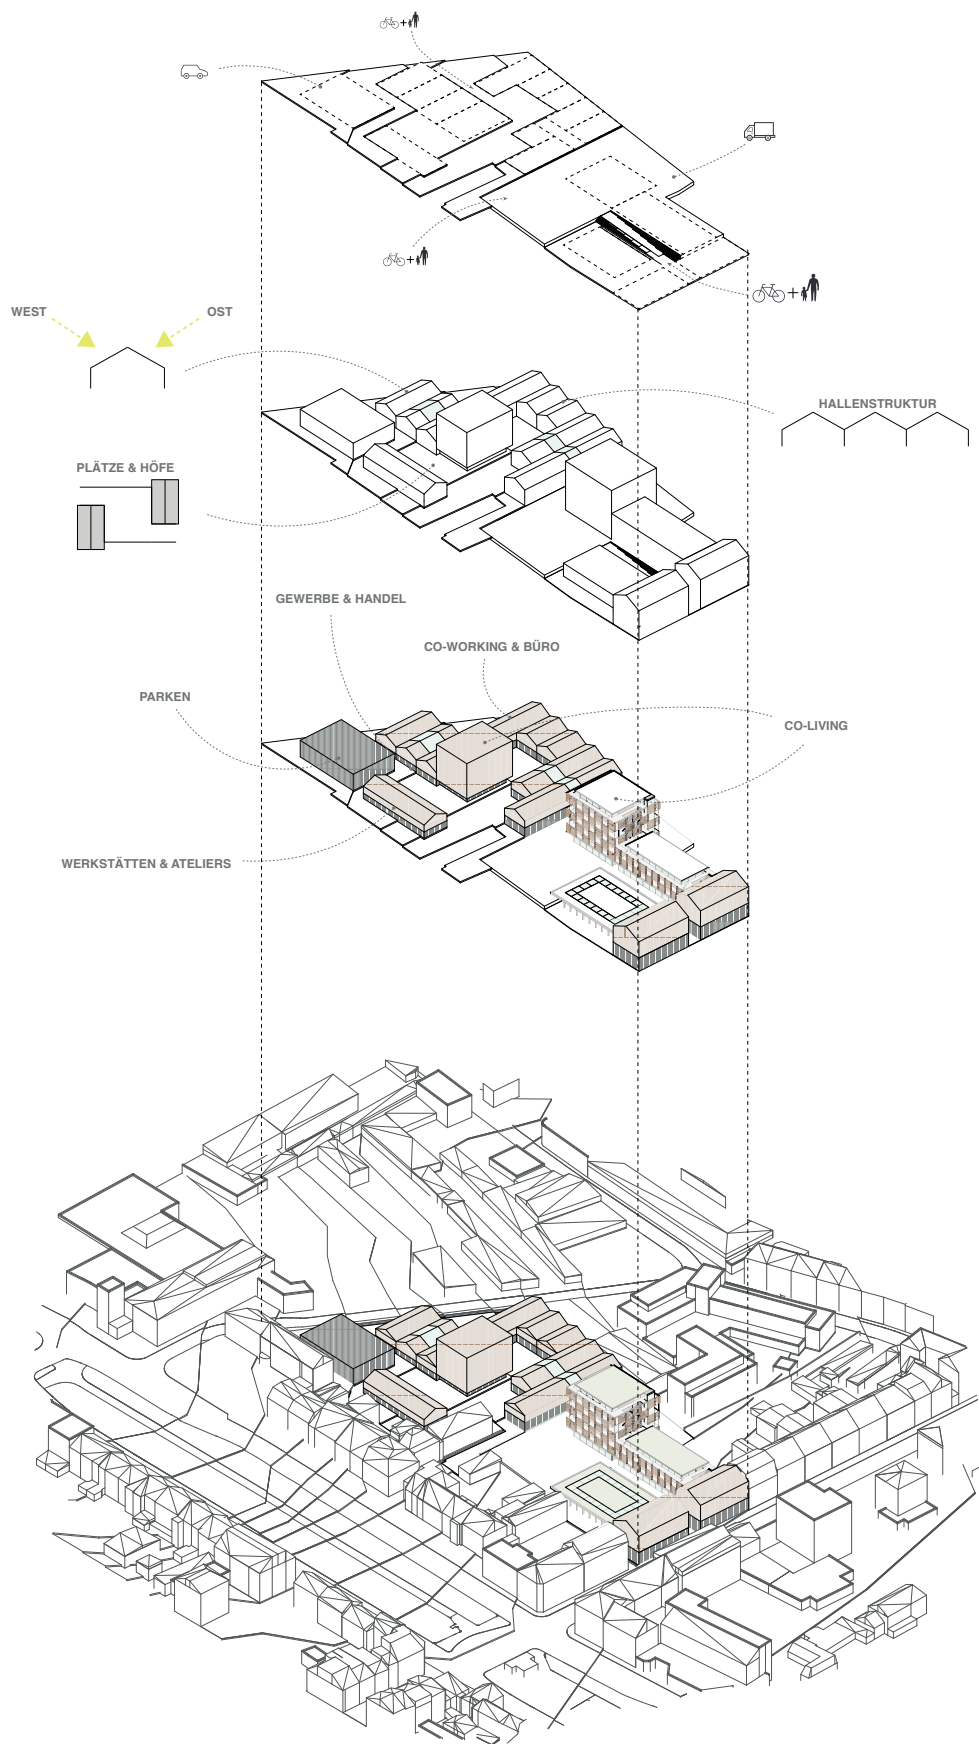 +
+
+
WEST
OST
HALLENSTRUKTUR
PLÄTZE & HÖFE
GEWERBE & HANDEL
CO-WORKING & BÜRO
PARKEN
CO-LIVING
WERKSTÄTTEN & ATELIERS